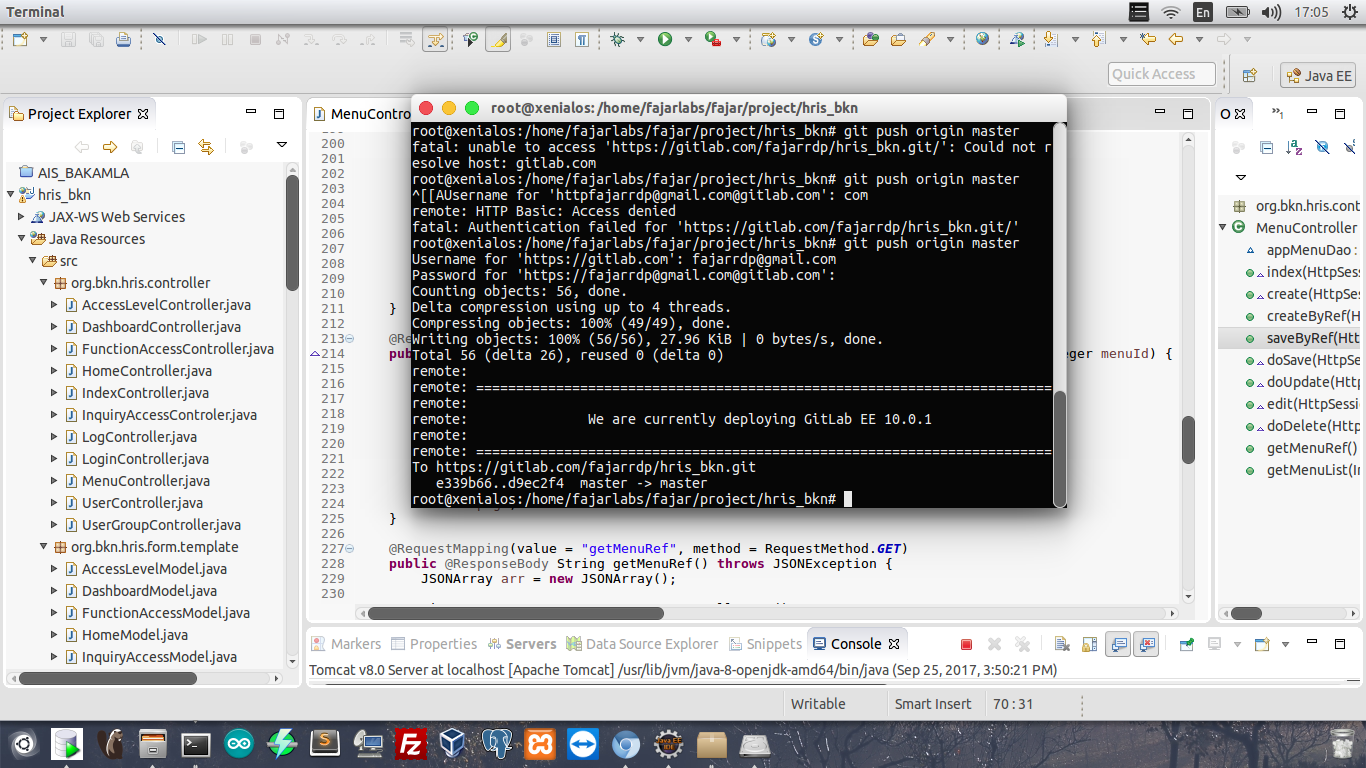 Terminal
En
17:05
Quick Access
Java EE
Project Explorer
AIS_BAKAMLA
hris_bkn
JAX-WS Web Services
Java Resources
src
org.bkn.hris.controller
AccessLevelController.java
DashboardController.java
FunctionAccessController.java
HomeController.java
IndexController.java
InquiryAccessControler.java
LogController.java
LoginController.java
MenuController.java
UserController.java
UserGroupController.java
org.bkn.hris.form.template
AccessLevelModel.java
DashboardModel.java
FunctionAccessModel.java
HomeModel.java
InquiryAccessModel.java
MenuContro
root@xenialos: /home/fajarlabs/fajar/project/hris_bkn
root@xenialos:/home/fajarlabs/fajar/project/hris_bkn# git push origin master
fatal: unable to access 'https://gitlab.com/fajarrdp/hris_bkn.git/': Could not r
esolve host: gitlab.com
root@xenialos:/home/fajarlabs/fajar/project/hris_bkn# git push origin master
^[[AUsername for 'httpfajarrdp@gmail.com@gitlab.com': com
remote: HTTP Basic: Access denied
fatal: Authentication failed for 'https://gitlab.com/fajarrdp/hris_bkn.git/'
root@xenialos:/home/fajarlabs/fajar/project/hris_bkn# git push origin master
Username for 'https://gitlab.com': fajarrdp@gmail.com
Password for 'https://fajarrdp@gmail.com@gitlab.com':
Counting objects: 56, done.
Delta compression using up to 4 threads.
Compressing objects: 100% (49/49), done.
Writing objects: 100% (56/56), 27.96 KiB | 0 bytes/s, done.
Total 56 (delta 26), reused 0 (delta 0)
remote:
remote: ========================================================================
remote:
remote:               We are currently deploying GitLab EE 10.0.1
remote:
remote: ========================================================================
To https://gitlab.com/fajarrdp/hris_bkn.git
   e339b66..d9ec2f4  master -> master
root@xenialos:/home/fajarlabs/fajar/project/hris_bkn#
200
201
202
203
204
205
206
207
208
209
210
211 }
212
213 @Re
214 pub eger menuId) {
215
216
217
218
219
220
221
222
223
224
225 }
226
227 @RequestMapping(value = "getMenuRef", method = RequestMethod.GET)
228 public @ResponseBody String getMenuRef() throws JSONException {
229 JSONArray arr = new JSONArray();
230
O
org.bkn.hris.cont
MenuController
appMenuDao :
index(HttpSess
create(HttpSes
createByRef(H
saveByRef(Htt
doSave(HttpSe
doUpdate(Http
edit(HttpSessi
doDelete(Http
getMenuRef()
getMenuList(In
Markers
Properties
Servers
Data Source Explorer
Snippets
Console
Tomcat v8.0 Server at localhost [Apache Tomcat] /usr/lib/jvm/java-8-openjdk-amd64/bin/java (Sep 25, 2017, 3:50:21 PM)
Writable
Smart Insert
70 : 31